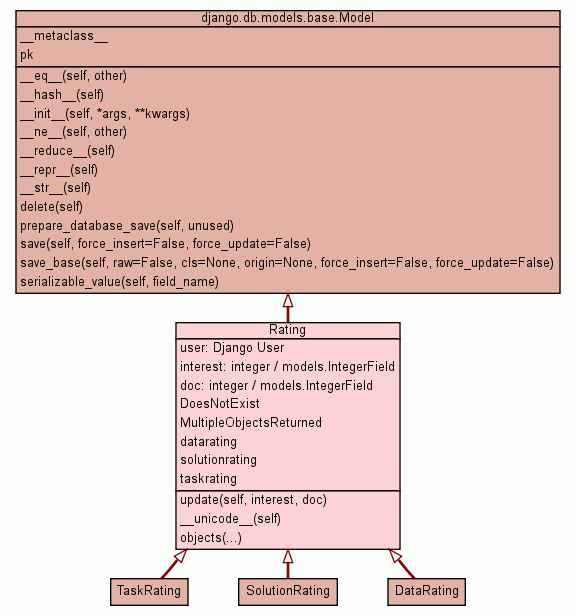 django.db.models.base.Model
__metaclass__
pk
__eq__(self, other)
__hash__(self)
__init__(self, *args, **kwargs)
__ne__(self, other)
__reduce__(self)
__repr__(self)
__str__(self)
delete(self)
prepare_database_save(self, unused)
save(self, force_insert=False, force_update=False)
save_base(self, raw=False, cls=None, origin=None, force_insert=False, force_update=False)
serializable_value(self, field_name)
Rating
user: Django User
interest: integer / models.IntegerField
doc: integer / models.IntegerField
DoesNotExist
MultipleObjectsReturned
datarating
solutionrating
taskrating
update(self, interest, doc)
__unicode__(self)
objects(...)
TaskRating SolutionRating DataRating